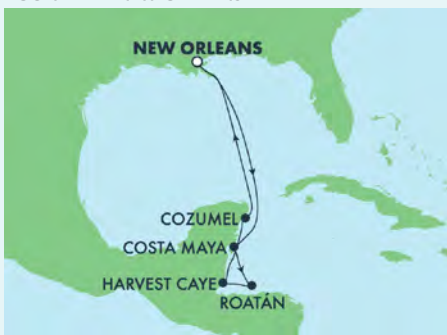 NEW ORLEANS
COZUMEL
COSTA MAYA
HARVEST CAYE
ROATÁN